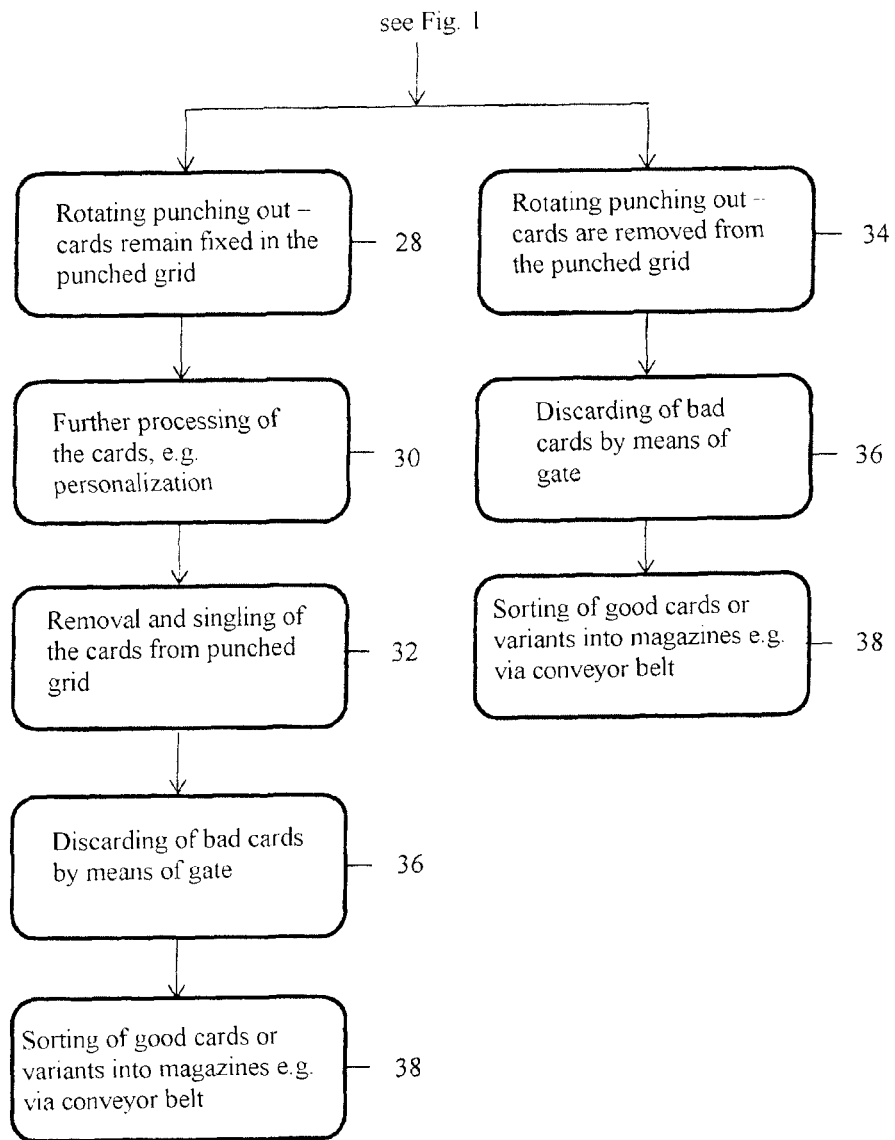 see Fig. 1
Rotating punching out –
cards remain fixed in the
punched grid
28
Further processing of
the cards, e.g.
personalization
30
Removal and singling of
the cards from punched
grid
32
Discarding of bad cards
by means of gate
36
Sorting of good cards or
variants into magazines e.g.
via conveyor belt
38
Rotating punching out –
cards are removed from
the punched grid
34
Discarding of bad
cards by means of
gate
36
Sorting of good cards or
variants into magazines e.g.
via conveyor belt
38